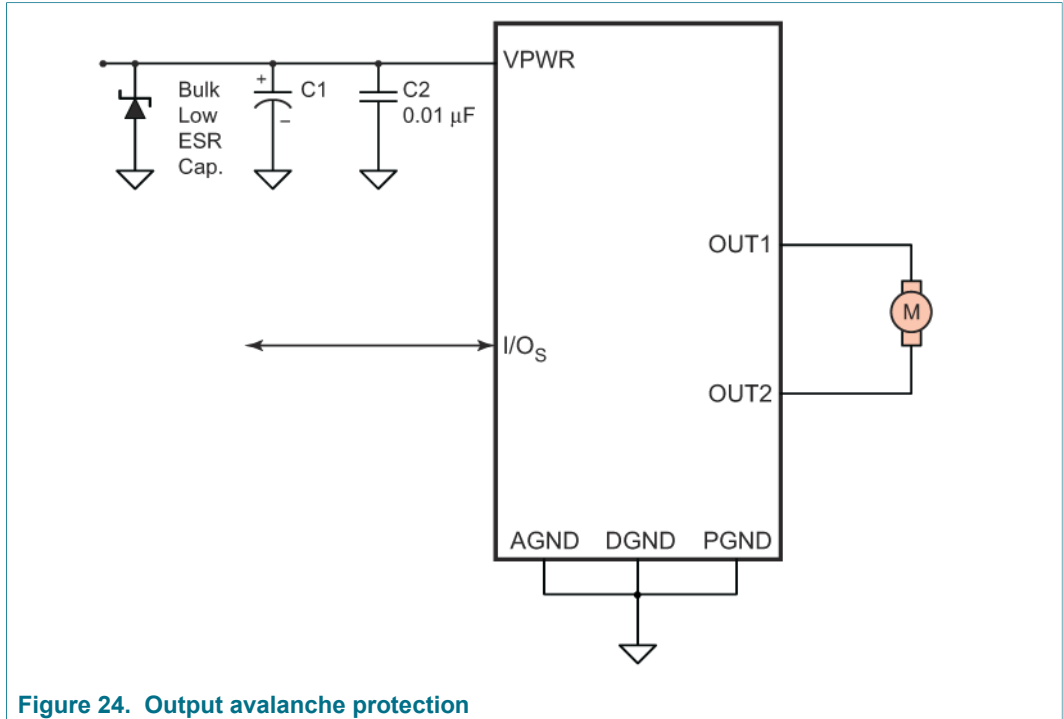 VPWR
Bulk
Low
ESR
Cap.
+
C1
–
C2
0.01 μF
OUT1
M
I/OS
OUT2
AGND DGND PGND
Figure 24. Output avalanche protection